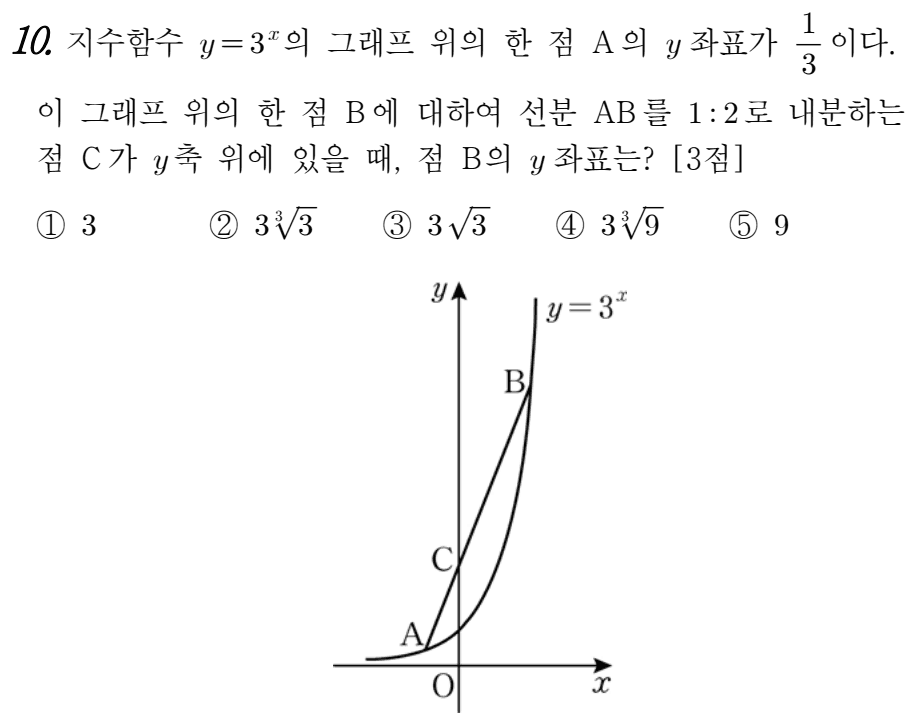 10. 지수함수 y=3^x의 그래프 위의 한 점 A의 y좌표가 1/3이다.
이 그래프 위의 한 점 B에 대하여 선분 AB를 1:2로 내분하는
점 C가 y축 위에 있을 때, 점 B의 y좌표는? [3점]
① 3 ② 3∛3 ③ 3√3 ④ 3∛9 ⑤ 9
y
y=3^x
B
C
A
O
x